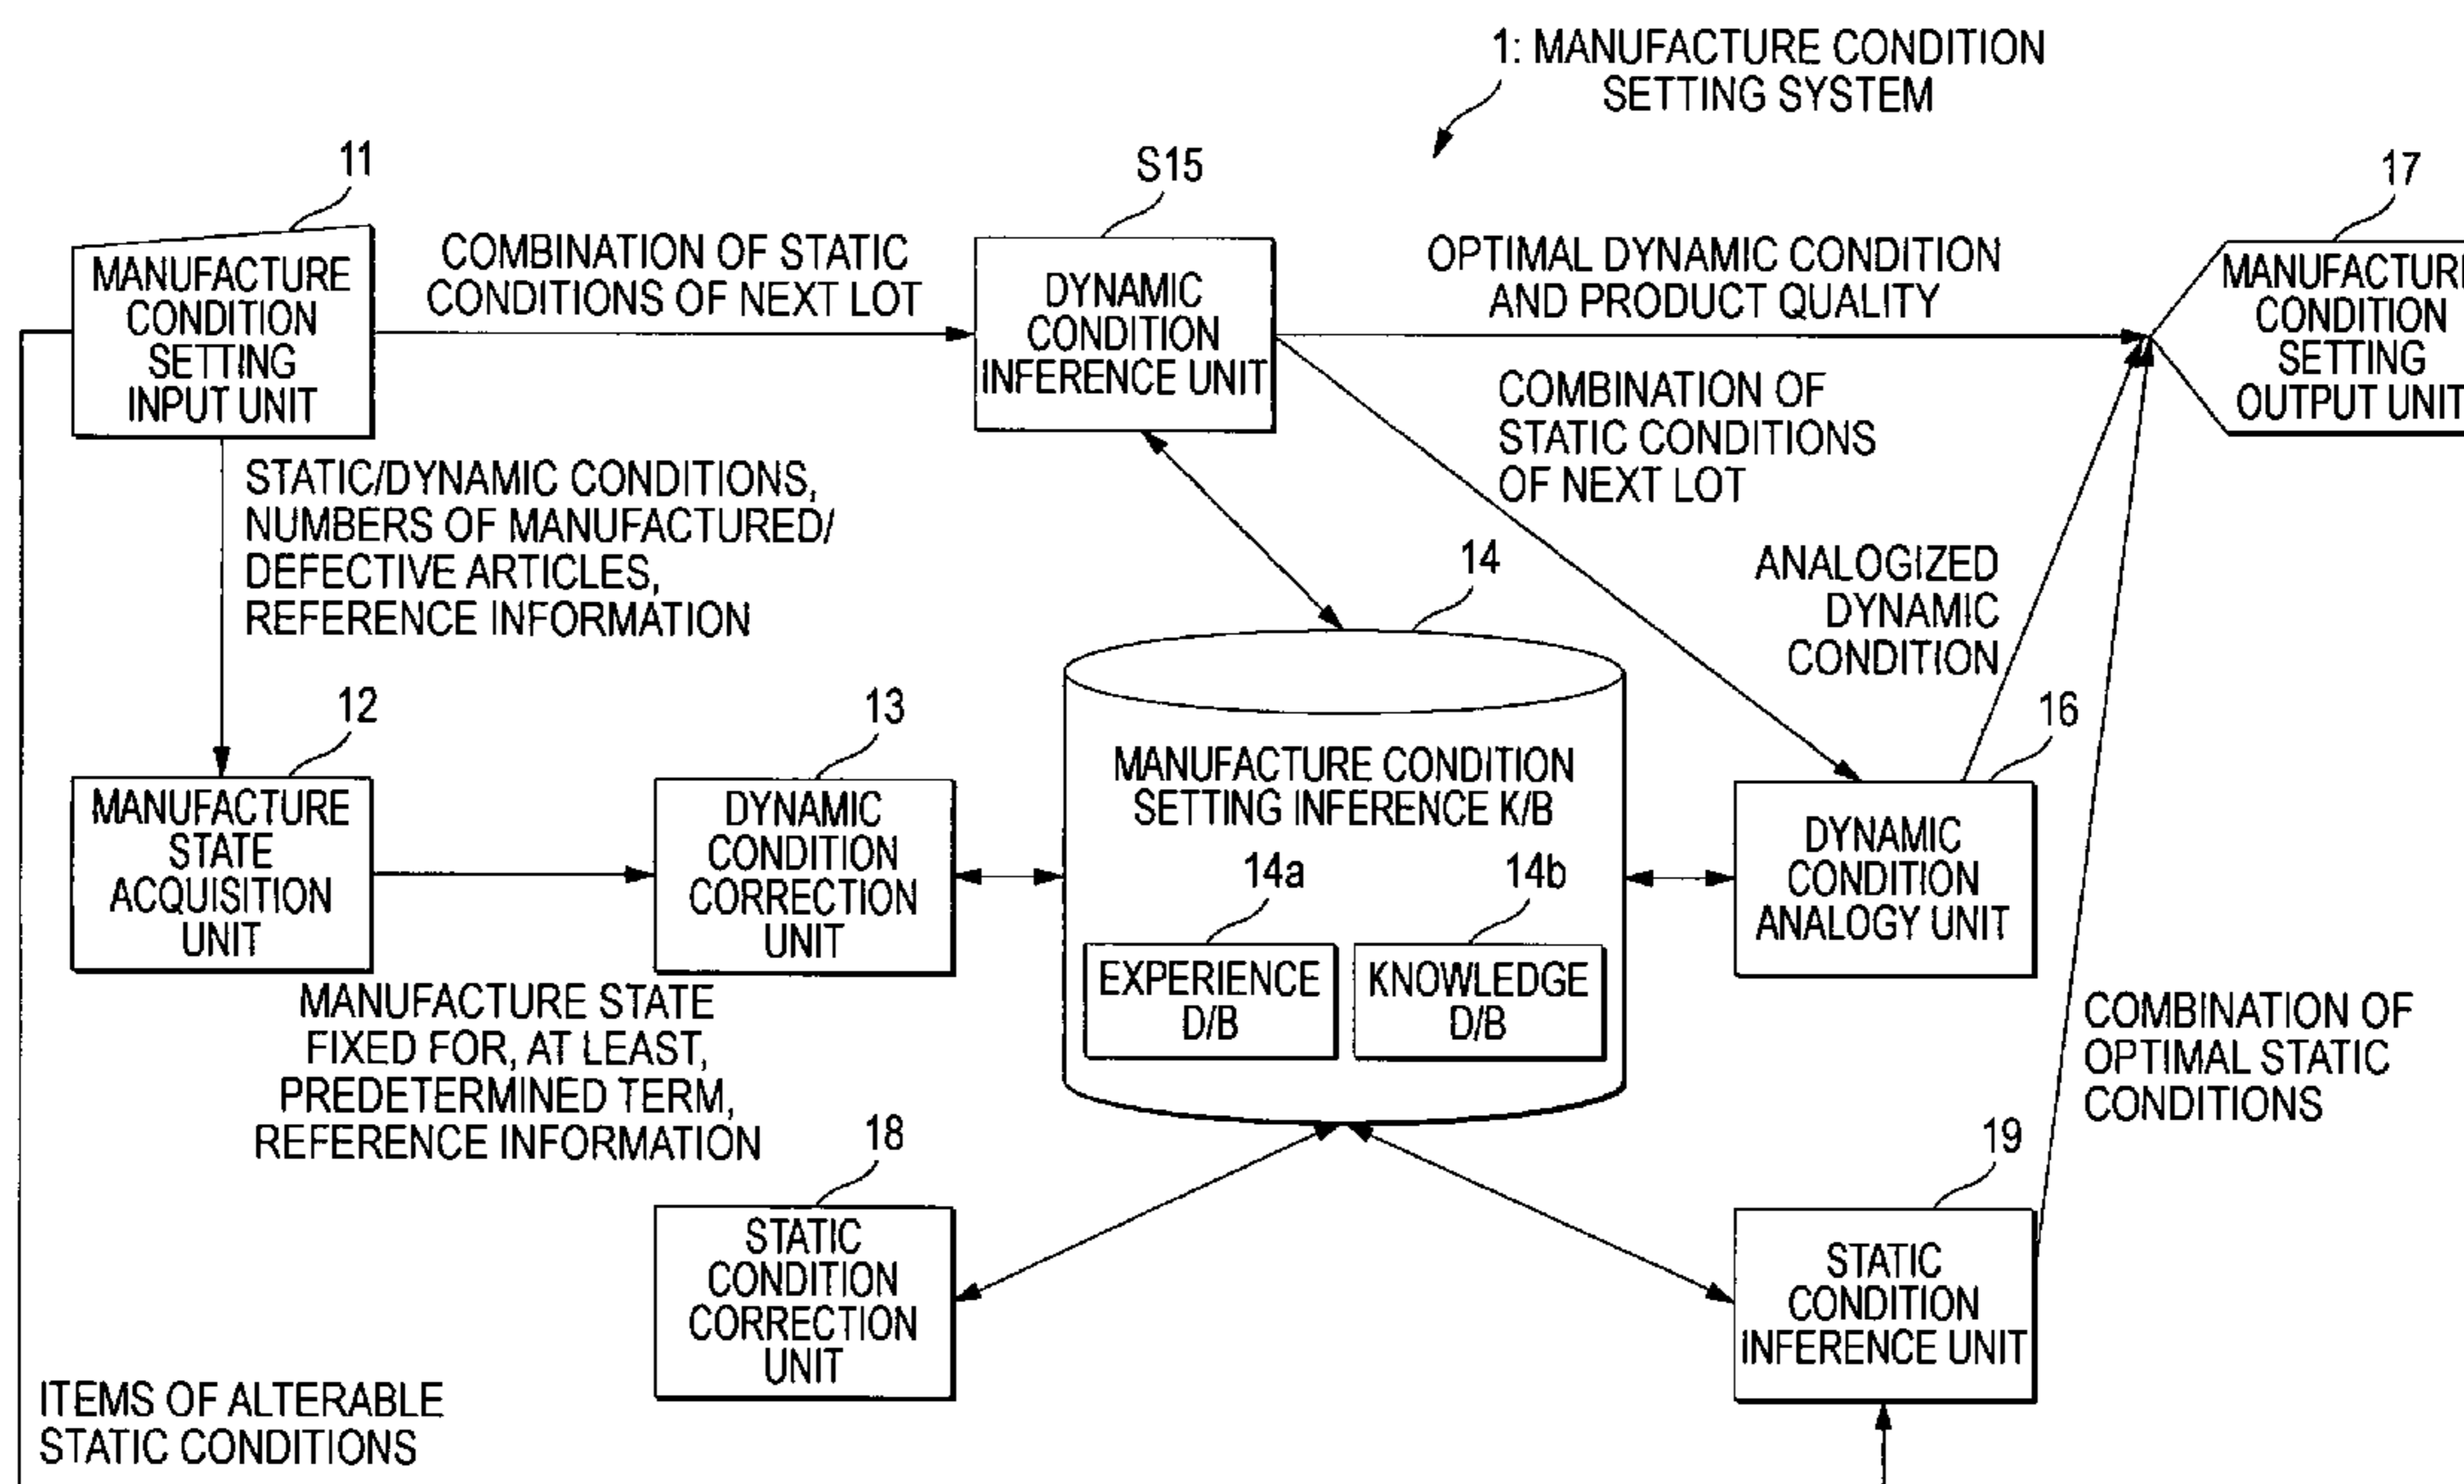 1: MANUFACTURE CONDITION
SETTING SYSTEM
11
S15
17
MANUFACTURE
CONDITION
SETTING
INPUT UNIT
COMBINATION OF STATIC
CONDITIONS OF NEXT LOT
DYNAMIC
CONDITION
INFERENCE UNIT
OPTIMAL DYNAMIC CONDITION
AND PRODUCT QUALITY
MANUFACTURE
CONDITION
SETTING
OUTPUT UNIT
COMBINATION OF
STATIC CONDITIONS
OF NEXT LOT
STATIC/DYNAMIC CONDITIONS,
NUMBERS OF MANUFACTURED/
DEFECTIVE ARTICLES,
REFERENCE INFORMATION
14
ANALOGIZED
DYNAMIC
CONDITION
12
13
16
MANUFACTURE
STATE
ACQUISITION
UNIT
DYNAMIC
CONDITION
CORRECTION
UNIT
MANUFACTURE CONDITION
SETTING INFERENCE K/B
14a
14b
EXPERIENCE
D/B
KNOWLEDGE
D/B
DYNAMIC
CONDITION
ANALOGY UNIT
MANUFACTURE STATE
FIXED FOR, AT LEAST,
PREDETERMINED TERM,
REFERENCE INFORMATION
COMBINATION OF
OPTIMAL STATIC
CONDITIONS
18
19
STATIC
CONDITION
CORRECTION
UNIT
STATIC
CONDITION
INFERENCE UNIT
ITEMS OF ALTERABLE
STATIC CONDITIONS